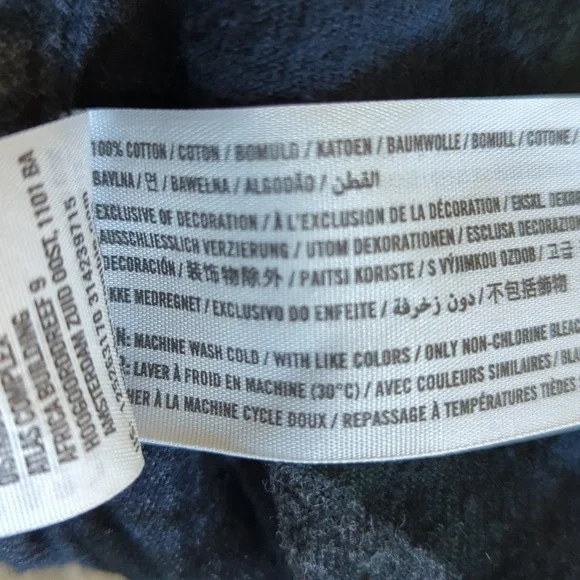 100% COTTON / COTON / BOMULD / KATOEN / BAUMWOLLE / BOMULL / COTONE /
BAVLNA / 면 / BAWEŁNA / ALGODÃO / القطن
EXCLUSIVE OF DECORATION / À L'EXCLUSION DE LA DÉCORATION / EKSKL. DEKOR
AUSSCHLIESSLICH VERZIERUNG / UTOM DEKORATIONEN / ESCLUSA DECORAZION
DECORACIÓN / 装饰物除外 / PAITSI KORISTE / S VÝJIMKOU OZDOB / 고급
KKE MEDREGNET / EXCLUSIVO DO ENFEITE / دون زخرفة / 不包括飾物
N: MACHINE WASH COLD / WITH LIKE COLORS / ONLY NON-CHLORINE BLEA
: LAVER À FROID EN MACHINE (30°C) / AVEC COULEURS SIMILAIRES / BLA
HER À LA MACHINE CYCLE DOUX / REPASSAGE À TEMPÉRATURES TIÈDES
ATLAS COMPLEX
AFRICA BUILDING
HOOGOORDDREEF 9
AMSTERDAM ZUID OOST, 1101 BA